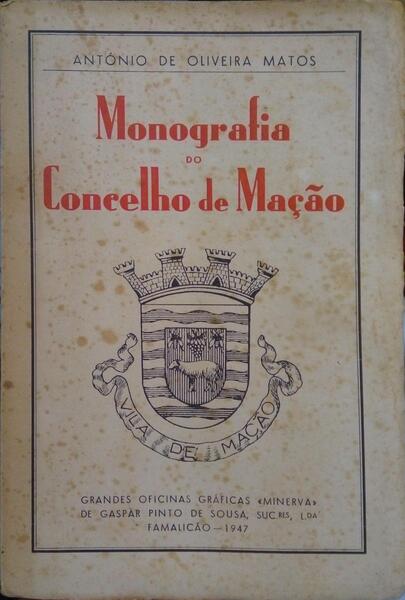 ANTÓNIO DE OLIVEIRA MATOS
Monografia
DO
Concelho de Mação
VILA DE MAÇÃO
GRANDES OFICINAS GRÁFICAS «MINERVA»
DE GASPAR PINTO DE SOUSA, SUC.RES, L.DA
FAMALICÃO — 1947